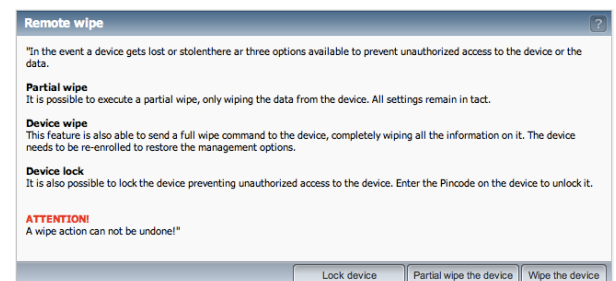 Remote wipe
?
"In the event a device gets lost or stolenthere ar three options available to prevent unauthorized access to the device or the
data.
Partial wipe
It is possible to execute a partial wipe, only wiping the data from the device. All settings remain in tact.
Device wipe
This feature is also able to send a full wipe command to the device, completely wiping all the information on it. The device
needs to be re-enrolled to restore the management options.
Device lock
It is also possible to lock the device preventing unauthorized access to the device. Enter the Pincode on the device to unlock it.
ATTENTION!
A wipe action can not be undone!"
Lock device Partial wipe the device Wipe the device